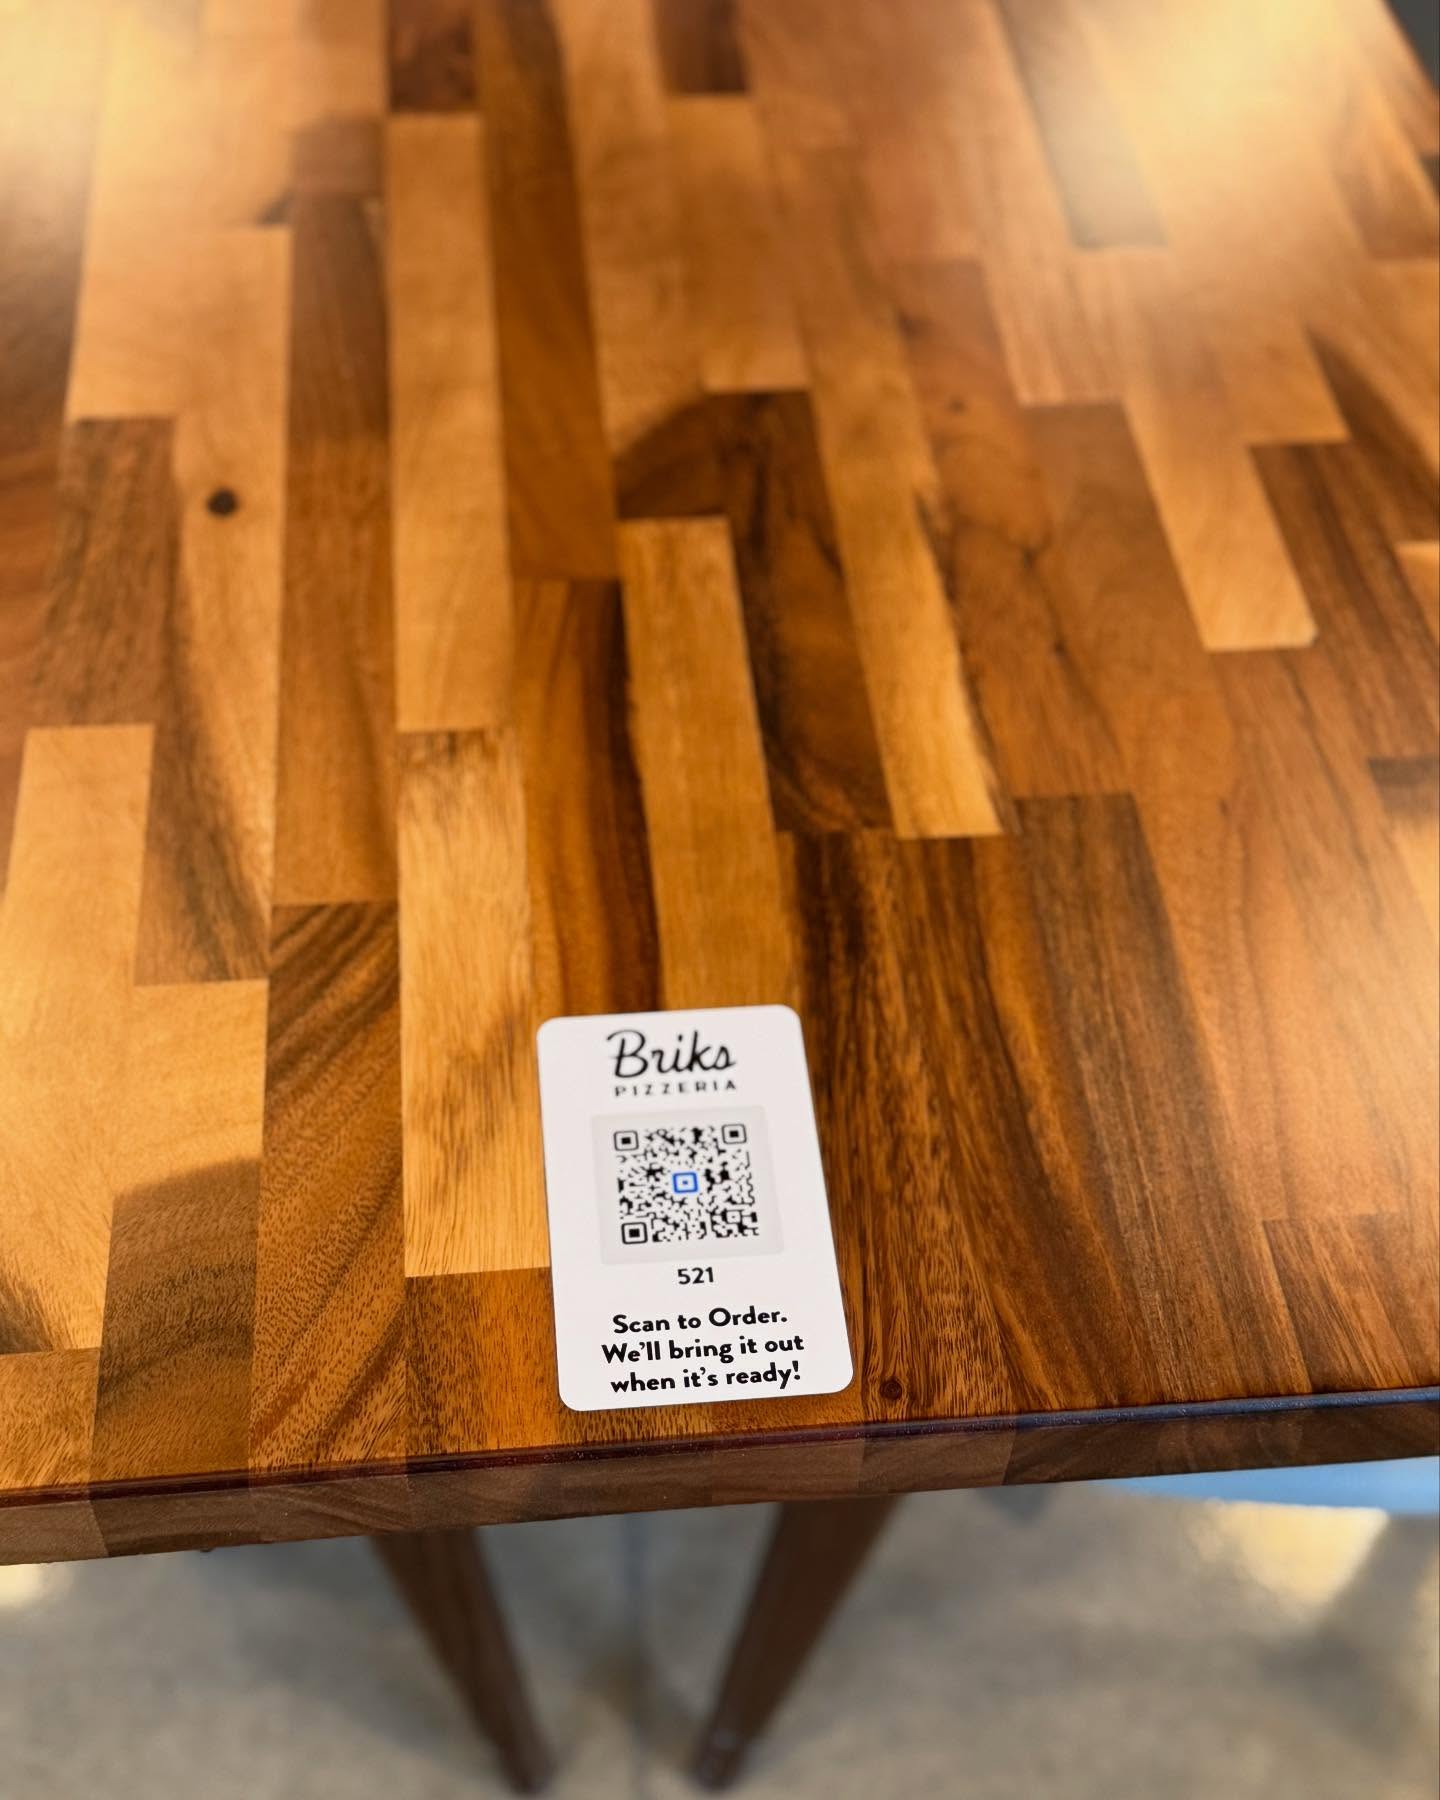 Briks
PIZZERIA
521
Scan to Order.
We'll bring it out
when it's ready!